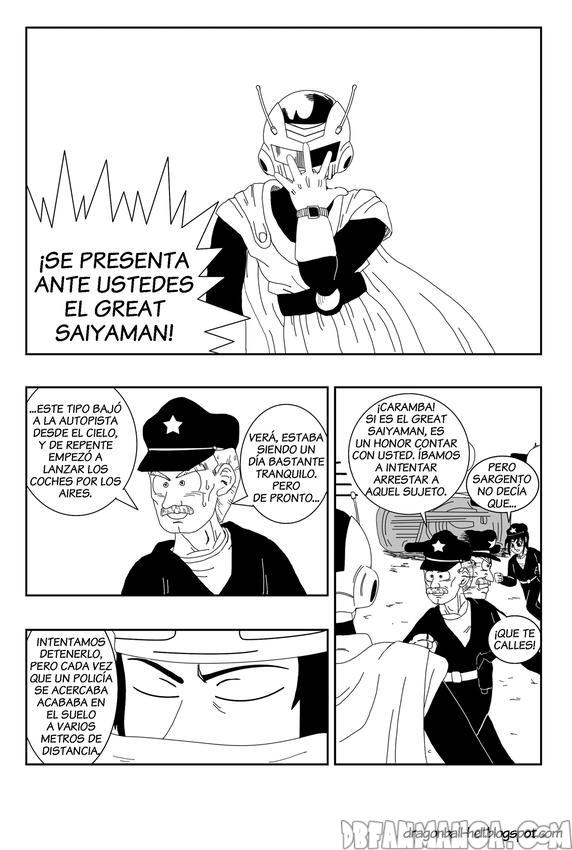 ¡SE PRESENTA
ANTE USTEDES
EL GREAT
SAIYAMAN!
¡CARAMBA!
SI ES EL GREAT
SAIYAMAN, ES
UN HONOR CONTAR
CON USTED. ÍBAMOS
A INTENTAR
ARRESTAR A
AQUEL SUJETO.
PERO
SARGENTO
NO DECÍA
QUE...
¡QUE TE
CALLES!
VERÁ, ESTABA
SIENDO UN
DÍA BASTANTE
TRANQUILO.
PERO
DE PRONTO...
...ESTE TIPO BAJÓ
A LA AUTOPISTA
DESDE EL CIELO,
Y DE REPENTE
EMPEZÓ A
LANZAR LOS
COCHES POR LOS
AIRES.
INTENTAMOS
DETENERLO,
PERO CADA VEZ
QUE UN POLICÍA
SE ACERCABA
ACABABA EN
EL SUELO
A VARIOS
METROS DE
DISTANCIA.
dragonball-hell.blogspot.com
DBFANMANGA.COM